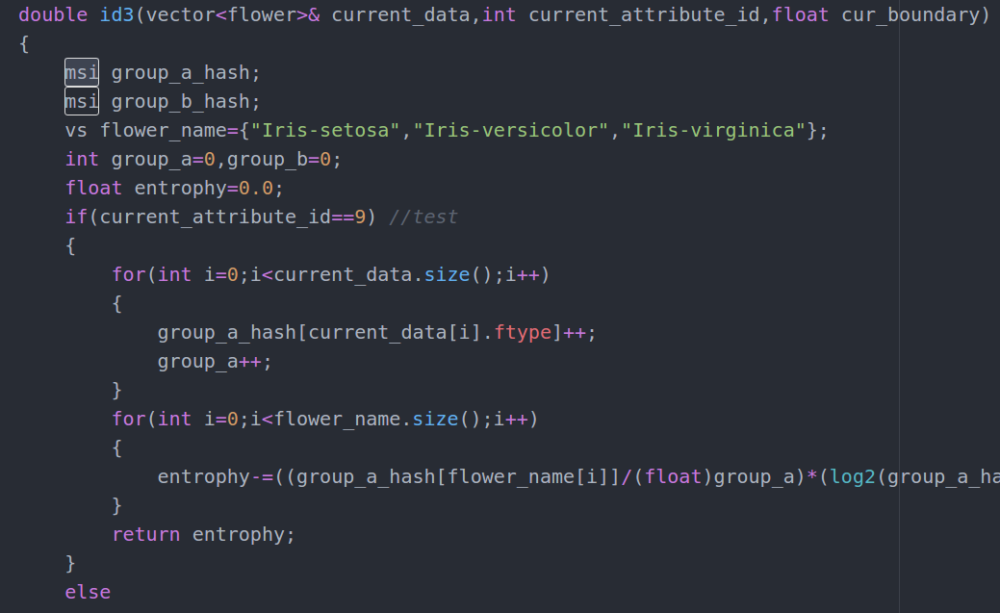 double id3(vector<flower>& current_data,int current_attribute_id,float cur_boundary)
{
    msi group_a_hash;
    msi group_b_hash;
    vs flower_name={"Iris-setosa","Iris-versicolor","Iris-virginica"};
    int group_a=0,group_b=0;
    float entrophy=0.0;
    if(current_attribute_id==9) //test
    {
        for(int i=0;i<current_data.size();i++)
        {
            group_a_hash[current_data[i].ftype]++;
            group_a++;
        }
        for(int i=0;i<flower_name.size();i++)
        {
            entrophy-=((group_a_hash[flower_name[i]]/(float)group_a)*(log2(group_a_ha
        }
        return entrophy;
    }
    else